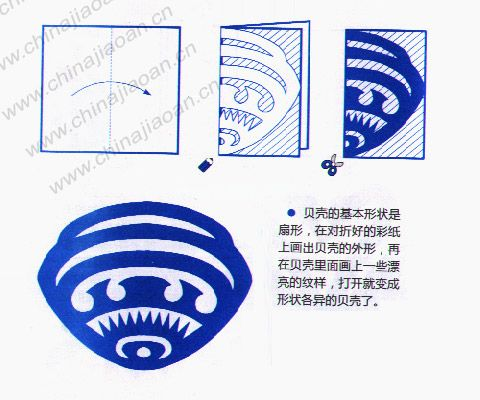 www.chinajiaoan.cn
www.chinajiaoan.cn
www.chinajiaoan.cn
● 贝壳的基本形状是
扇形，在对折好的彩纸
上画出贝壳的外形，再
在贝壳里面画上一些漂
亮的纹样，打开就变成
形状各异的贝壳了。